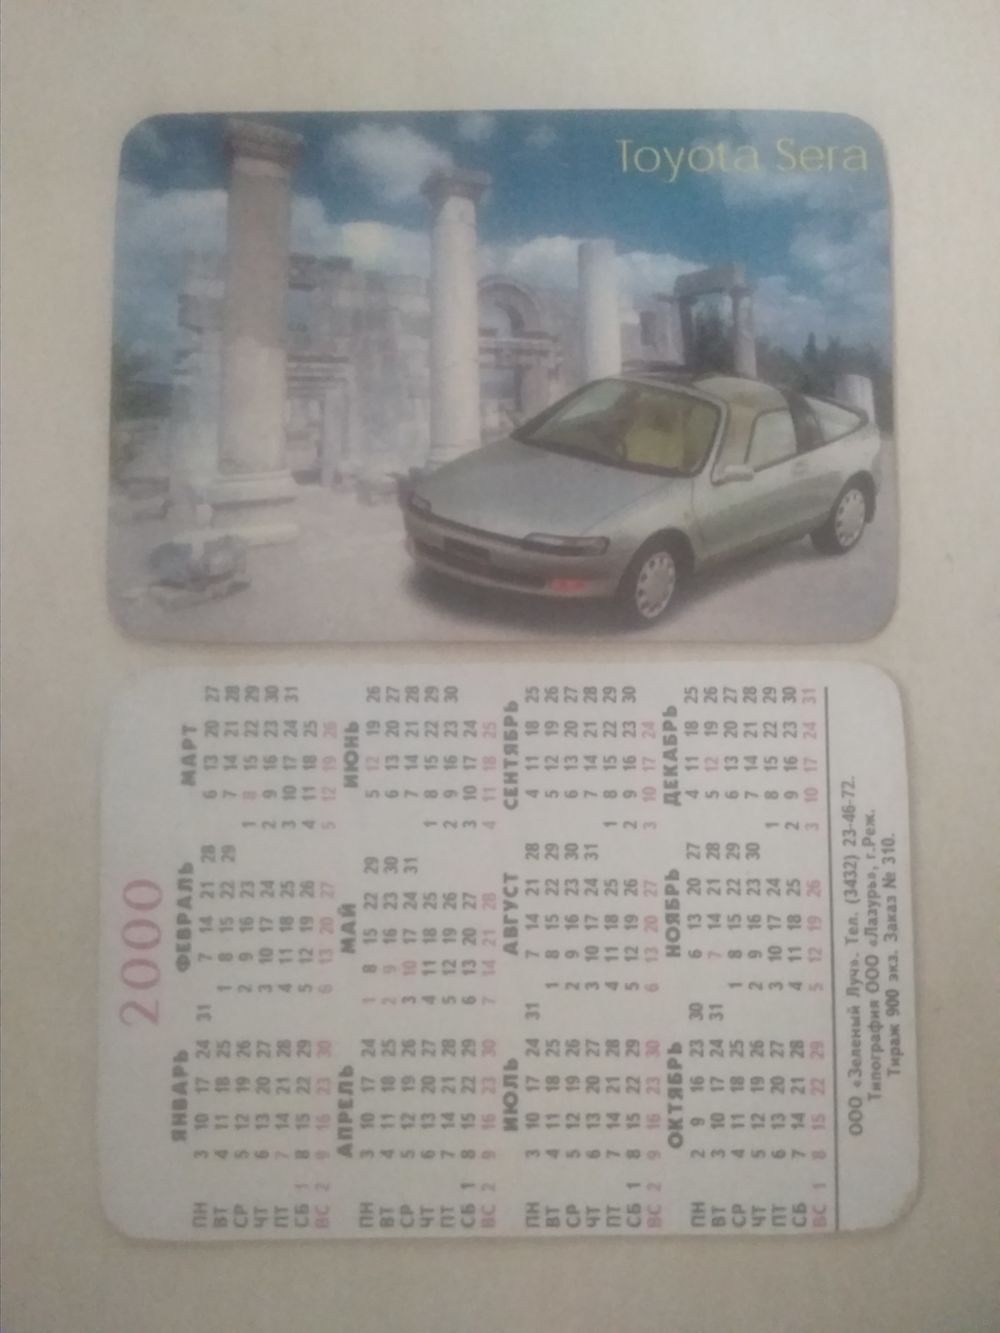 Toyota Sera
2000
ЯНВАРЬ ФЕВРАЛЬ МАРТ
ПН 3 10 17 24 31 7 14 21 28 6 13 20 27
ВТ 4 11 18 25 1 8 15 22 29 7 14 21 28
СР 5 12 19 26 2 9 16 23 1 8 15 22 29
ЧТ 6 13 20 27 3 10 17 24 2 9 16 23 30
ПТ 7 14 21 28 4 11 18 25 3 10 17 24 31
СБ 1 8 15 22 29 5 12 19 26 4 11 18 25
ВС 2 9 16 23 30 6 13 20 27 5 12 19 26
АПРЕЛЬ МАЙ ИЮНЬ
ПН 3 10 17 24 1 8 15 22 29 5 12 19 26
ВТ 4 11 18 25 2 9 16 23 30 6 13 20 27
СР 5 12 19 26 3 10 17 24 31 7 14 21 28
ЧТ 6 13 20 27 4 11 18 25 1 8 15 22 29
ПТ 7 14 21 28 5 12 19 26 2 9 16 23 30
СБ 1 8 15 22 29 6 13 20 27 3 10 17 24
ВС 2 9 16 23 30 7 14 21 28 4 11 18 25
ИЮЛЬ АВГУСТ СЕНТЯБРЬ
ПН 3 10 17 24 31 7 14 21 28 4 11 18 25
ВТ 4 11 18 25 1 8 15 22 29 5 12 19 26
СР 5 12 19 26 2 9 16 23 30 6 13 20 27
ЧТ 6 13 20 27 3 10 17 24 31 7 14 21 28
ПТ 7 14 21 28 4 11 18 25 1 8 15 22 29
СБ 1 8 15 22 29 5 12 19 26 2 9 16 23 30
ВС 2 9 16 23 30 6 13 20 27 3 10 17 24
ОКТЯБРЬ НОЯБРЬ ДЕКАБРЬ
ПН 2 9 16 23 30 6 13 20 27 4 11 18 25
ВТ 3 10 17 24 31 7 14 21 28 5 12 19 26
СР 4 11 18 25 1 8 15 22 29 6 13 20 27
ЧТ 5 12 19 26 2 9 16 23 30 7 14 21 28
ПТ 6 13 20 27 3 10 17 24 1 8 15 22 29
СБ 7 14 21 28 4 11 18 25 2 9 16 23 30
ВС 1 8 15 22 29 5 12 19 26 3 10 17 24 31
ООО «Зеленый Луч». Тел. (3432) 23-46-72.
Типография ООО «Лазурь», г.Реж.
Тираж 900 экз. Заказ № 310.